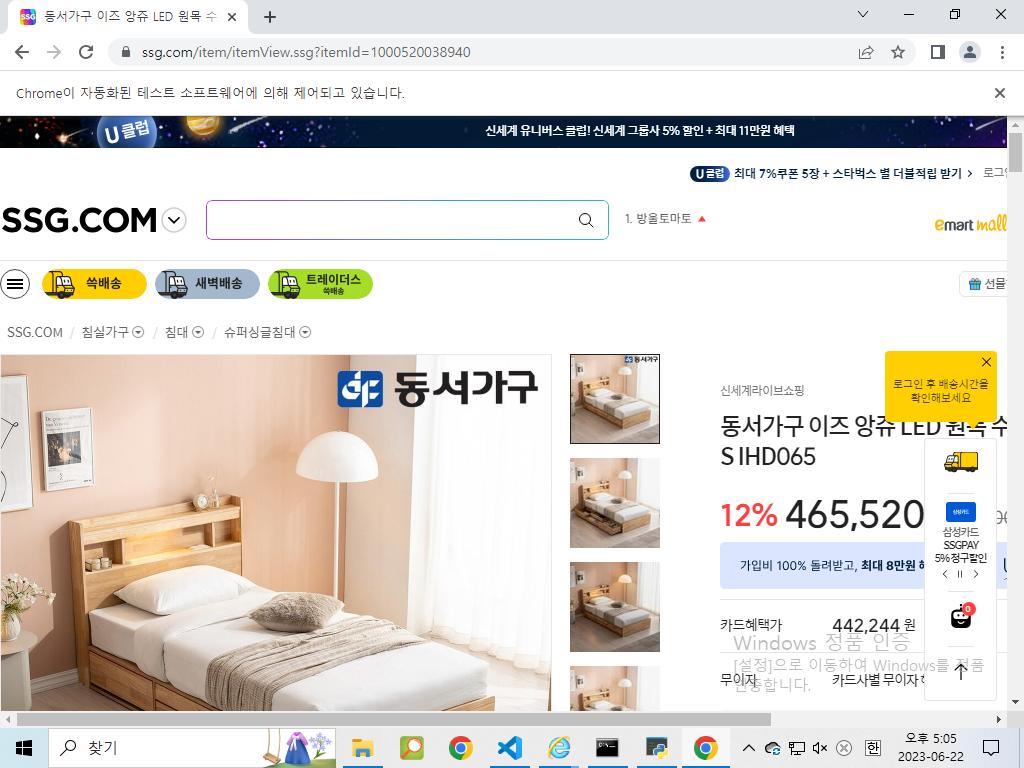 동서가구 이즈 앙쥬 LED 원목 수
ssg.com/item/itemView.ssg?itemId=1000520038940
Chrome이 자동화된 테스트 소프트웨어에 의해 제어되고 있습니다.
U클럽 신세계 유니버스 클럽! 신세계 그룹사 5% 할인 + 최대 11만원 혜택
U클럽 최대 7%쿠폰 5장 + 스타벅스 별 더블적립 받기 > 로그인
SSG.COM 1. 방울토마토 emart mall
쓱배송 새벽배송 트레이더스
쓱배송
선물
SSG.COM / 침실가구 / 침대 / 슈퍼싱글침대
동서가구
동서가구
로그인 후 배송시간을
확인해보세요
신세계라이브쇼핑
동서가구 이즈 앙쥬 LED 원목 수
S IHD065
12% 465,520
삼성카드
삼성카드
SSGPAY
5% 청구할인
가입비 100% 돌려받고, 최대 8만원
0
카드혜택가 442,244 원
Windows 정품 인증
[설정]으로 이동하여 Windows를 정품
인증합니다.
무이자 카드사별 무이자
찾기
오후 5:05
한
2023-06-22